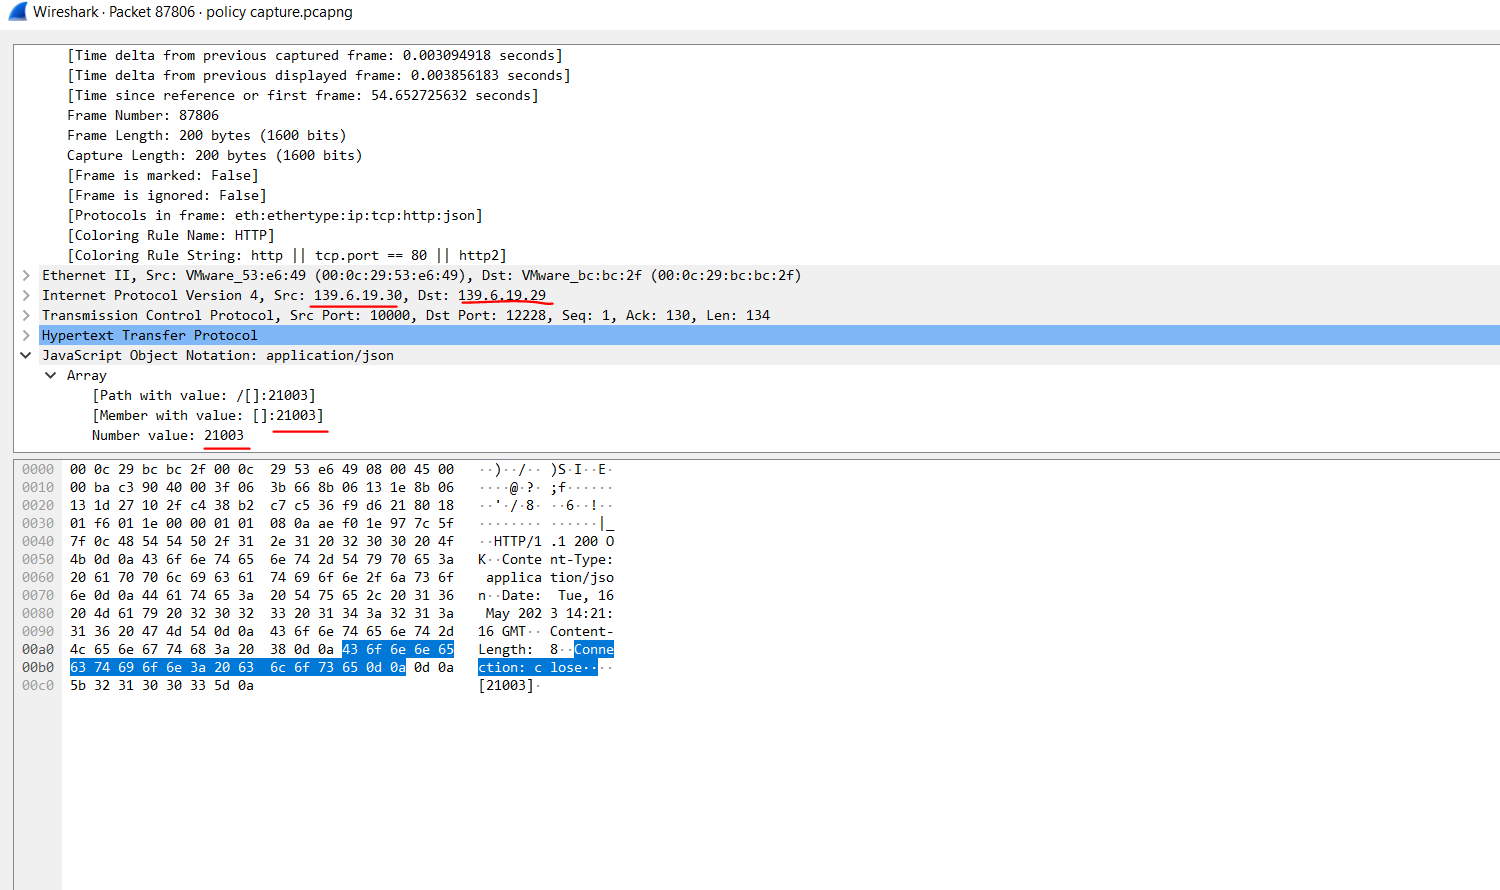 Wireshark · Packet 87806 · policy capture.pcapng
[Time delta from previous captured frame: 0.003094918 seconds]
[Time delta from previous displayed frame: 0.003856183 seconds]
[Time since reference or first frame: 54.652725632 seconds]
Frame Number: 87806
Frame Length: 200 bytes (1600 bits)
Capture Length: 200 bytes (1600 bits)
[Frame is marked: False]
[Frame is ignored: False]
[Protocols in frame: eth:ethertype:ip:tcp:http:json]
[Coloring Rule Name: HTTP]
[Coloring Rule String: http || tcp.port == 80 || http2]
Ethernet II, Src: VMware_53:e6:49 (00:0c:29:53:e6:49), Dst: VMware_bc:bc:2f (00:0c:29:bc:bc:2f)
Internet Protocol Version 4, Src: 139.6.19.30, Dst: 139.6.19.29
Transmission Control Protocol, Src Port: 10000, Dst Port: 12228, Seq: 1, Ack: 130, Len: 134
Hypertext Transfer Protocol
JavaScript Object Notation: application/json
Array
[Path with value: /[]:21003]
[Member with value: []:21003]
Number value: 21003
0000 00 0c 29 bc bc 2f 00 0c 29 53 e6 49 08 00 45 00 ··)··/·· )S·I··E·
0010 00 ba c3 90 40 00 3f 06 3b 66 8b 06 13 1e 8b 06 ····@·?· ;f······
0020 13 1d 27 10 2f c4 38 b2 c7 c5 36 f9 d6 21 80 18 ··'·/·8· ··6··!··
0030 01 f6 01 1e 00 00 01 01 08 0a ae f0 1e 97 7c 5f ········ ······|_
0040 7f 0c 48 54 54 50 2f 31 2e 31 20 32 30 30 20 4f ··HTTP/1 .1 200 O
0050 4b 0d 0a 43 6f 6e 74 65 6e 74 2d 54 79 70 65 3a K··Conte nt-Type:
0060 20 61 70 70 6c 69 63 61 74 69 6f 6e 2f 6a 73 6f applica tion/jso
0070 6e 0d 0a 44 61 74 65 3a 20 54 75 65 2c 20 31 36 n··Date: Tue, 16
0080 20 4d 61 79 20 32 30 32 33 20 31 34 3a 32 31 3a May 202 3 14:21:
0090 31 36 20 47 4d 54 0d 0a 43 6f 6e 74 65 6e 74 2d 16 GMT·· Content-
00a0 4c 65 6e 67 74 68 3a 20 38 0d 0a 43 6f 6e 6e 65 Length: 8··Conne
00b0 63 74 69 6f 6e 3a 20 63 6c 6f 73 65 0d 0a 0d 0a ction: c lose····
00c0 5b 32 31 30 30 33 5d 0a [21003]·